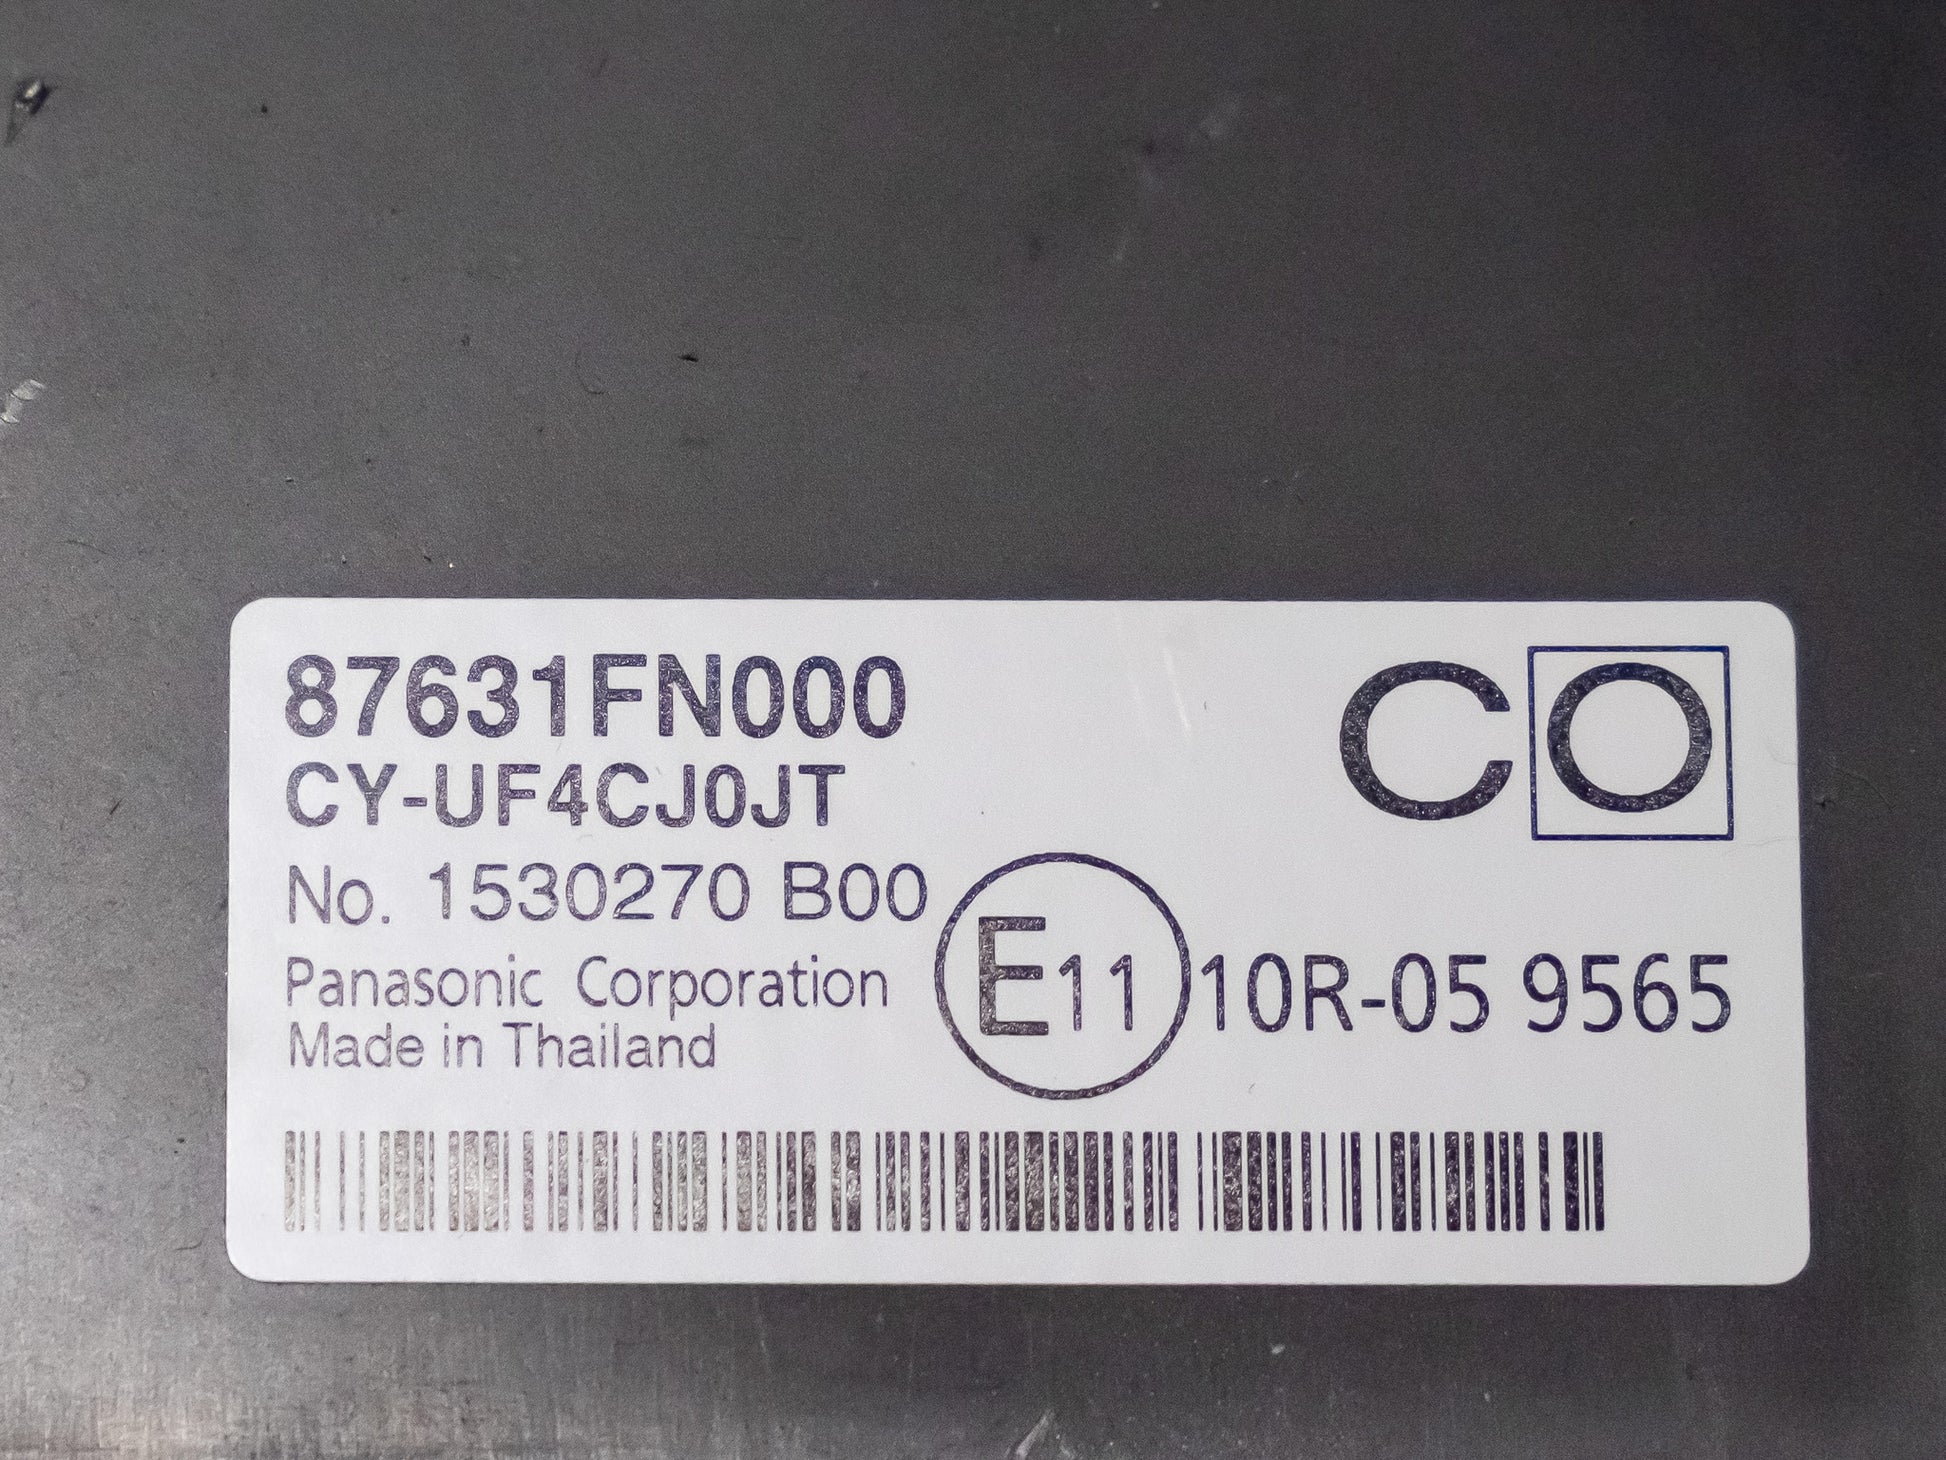 87631FN000
CO
CY-UF4CJ0JT
No. 1530270 B00
E11 10R-05 9565
Panasonic Corporation
Made in Thailand